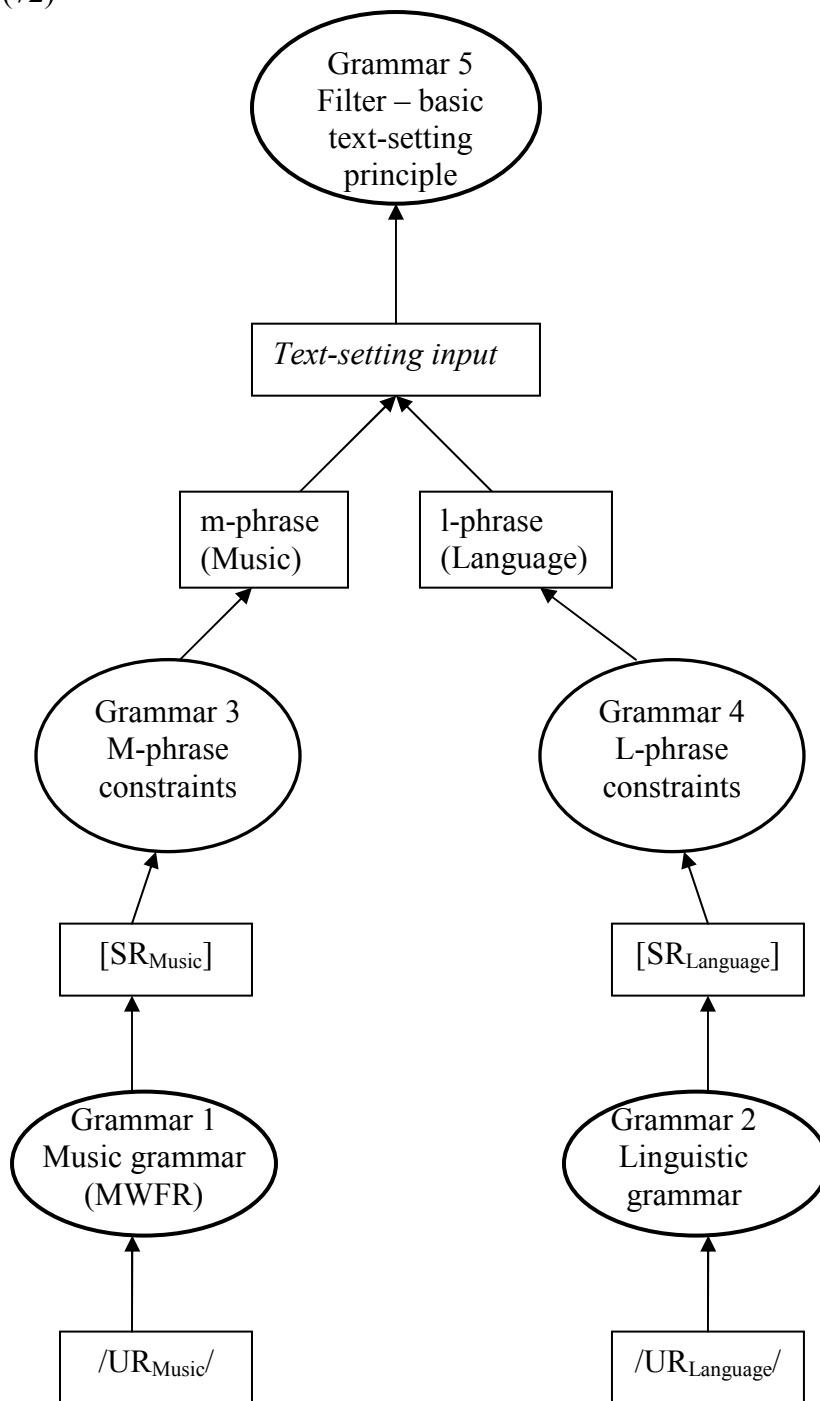 (72)
Grammar 5
Filter – basic
text-setting
principle
Text-setting input
m-phrase
(Music)
l-phrase
(Language)
Grammar 3
M-phrase
constraints
Grammar 4
L-phrase
constraints
[SRMusic]
[SRLanguage]
Grammar 1
Music grammar
(MWFR)
Grammar 2
Linguistic
grammar
/URMusic/
/URLanguage/